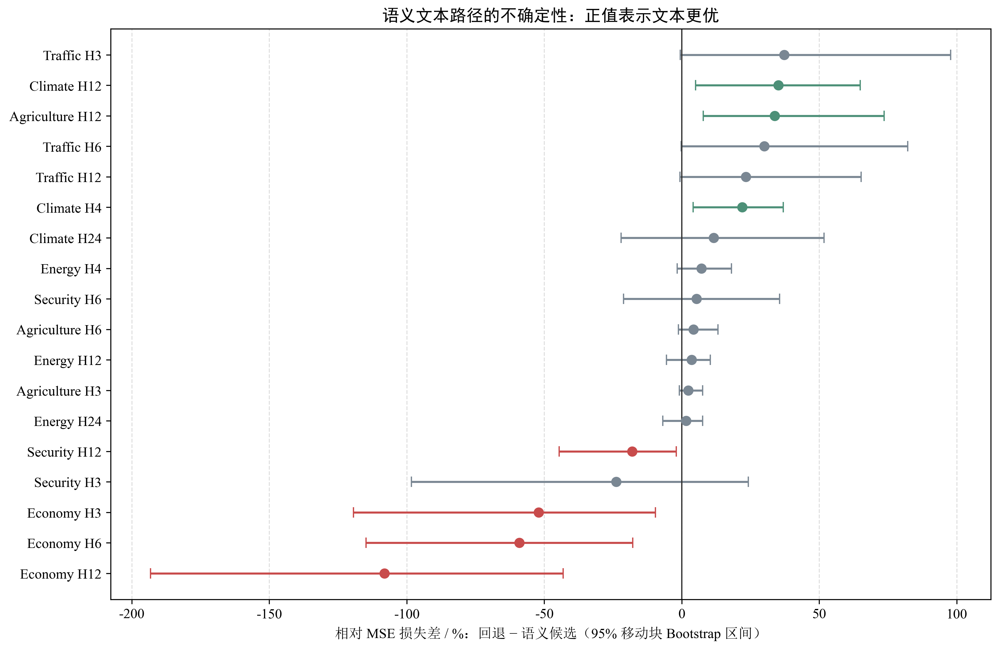 语义文本路径的不确定性：正值表示文本更优
Traffic H3
Climate H12
Agriculture H12
Traffic H6
Traffic H12
Climate H4
Climate H24
Energy H4
Security H6
Agriculture H6
Energy H12
Agriculture H3
Energy H24
Security H12
Security H3
Economy H3
Economy H6
Economy H12
-200 -150 -100 -50 0 50 100
相对 MSE 损失差 / %：回退 − 语义候选（95% 移动块 Bootstrap 区间）